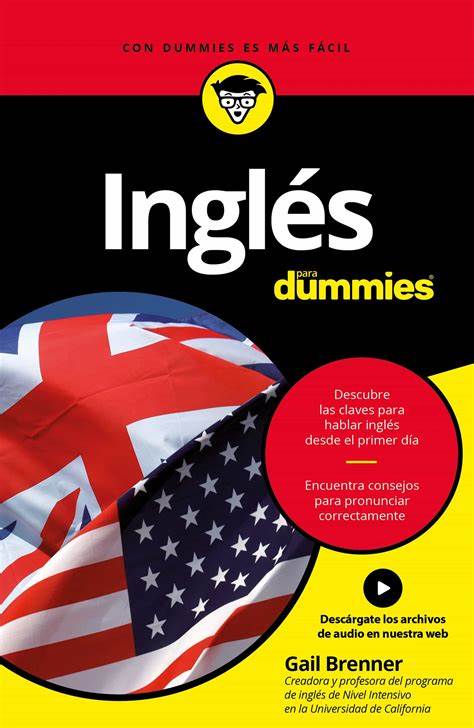 CON DUMMIES ES MÁS FÁCIL
Inglés
para
dummies®
Descubre
las claves para
hablar inglés
desde el primer día
Encuentra consejos
para pronunciar
correctamente
Descárgate los archivos
de audio en nuestra web
Gail Brenner
Creadora y profesora del programa
de inglés de Nivel Intensivo
en la Universidad de California